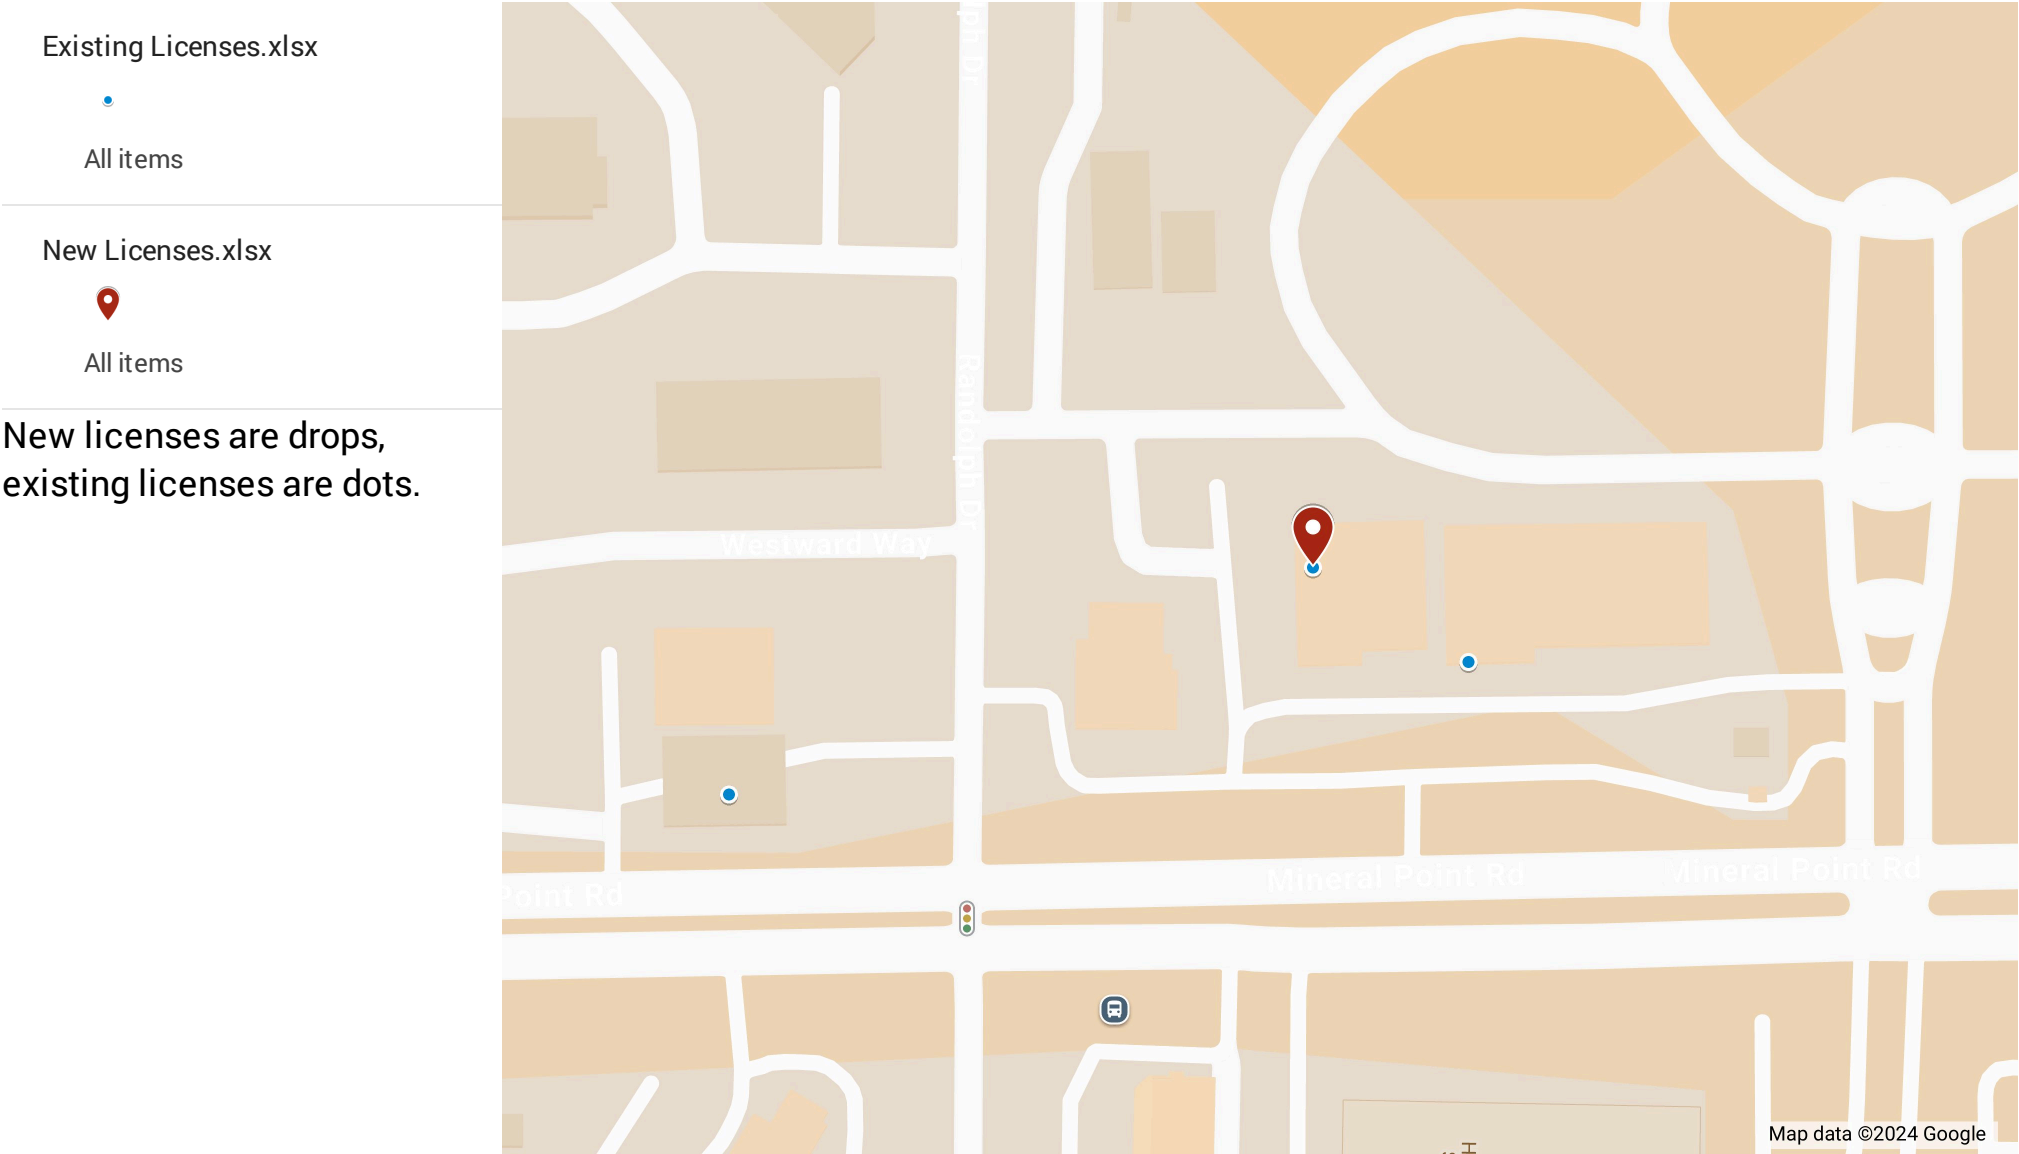 Existing Licenses.xlsx
All items
New Licenses.xlsx
All items
New licenses are drops,
existing licenses are dots.
Randolph Dr
Westward Way
Point Rd
Mineral Point Rd
Mineral Point Rd
Map data ©2024 Google